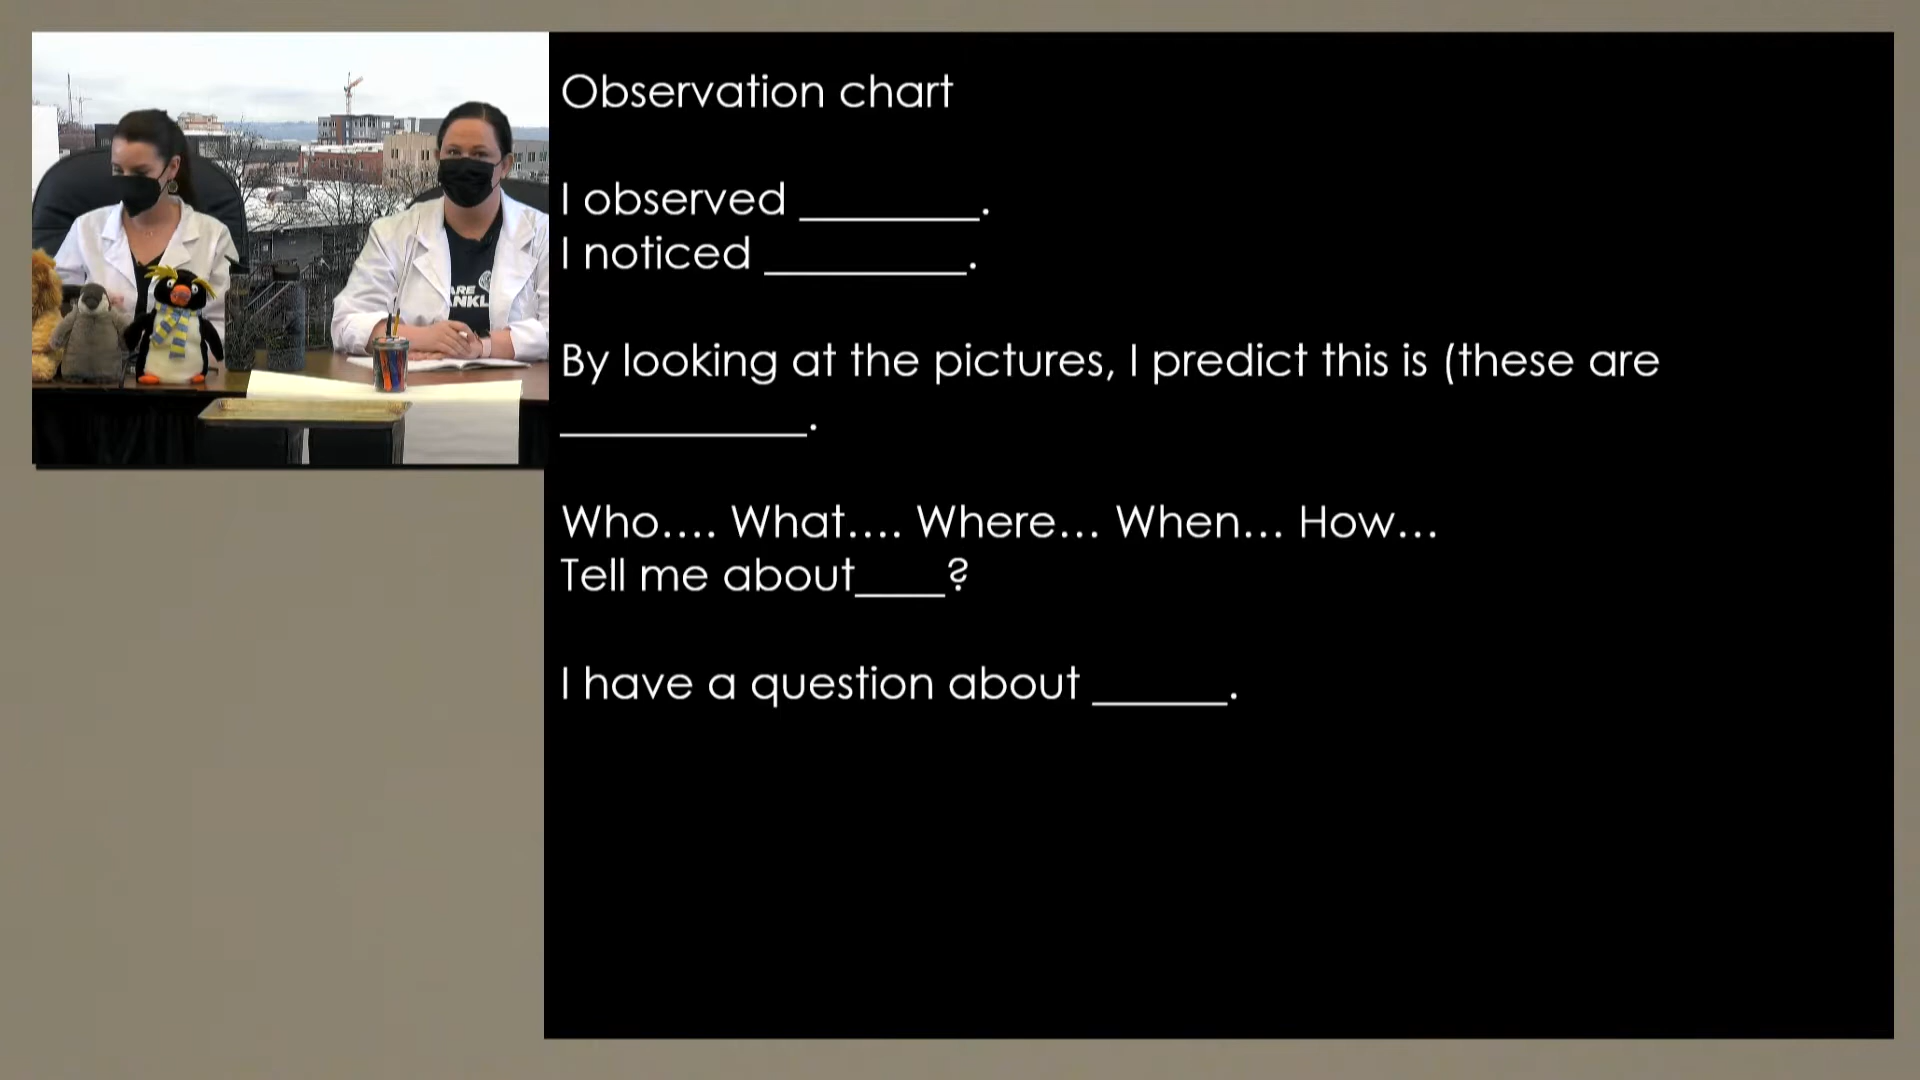 Observation chart
I observed ________.
I noticed _________.
By looking at the pictures, I predict this is (these are
___________.
Who.... What.... Where... When... How...
Tell me about____?
I have a question about ______.